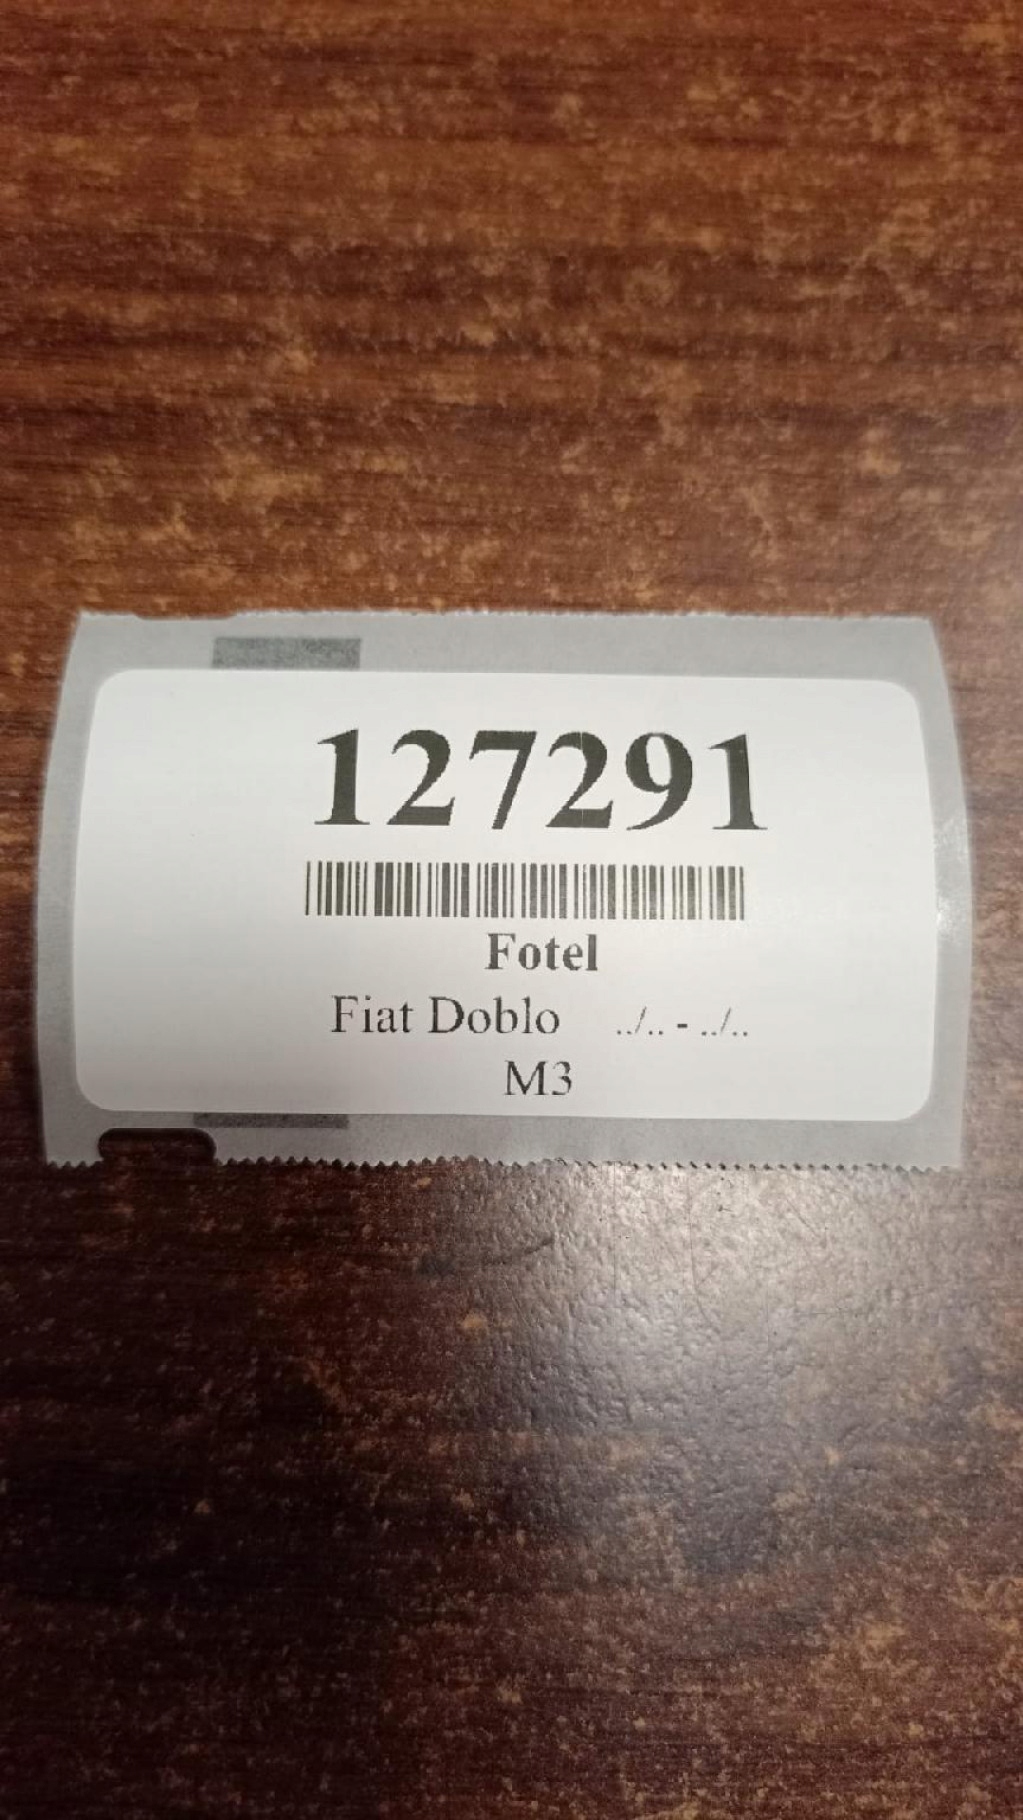 127291
Fotel
Fiat Doblo ../.. - ../..
M3